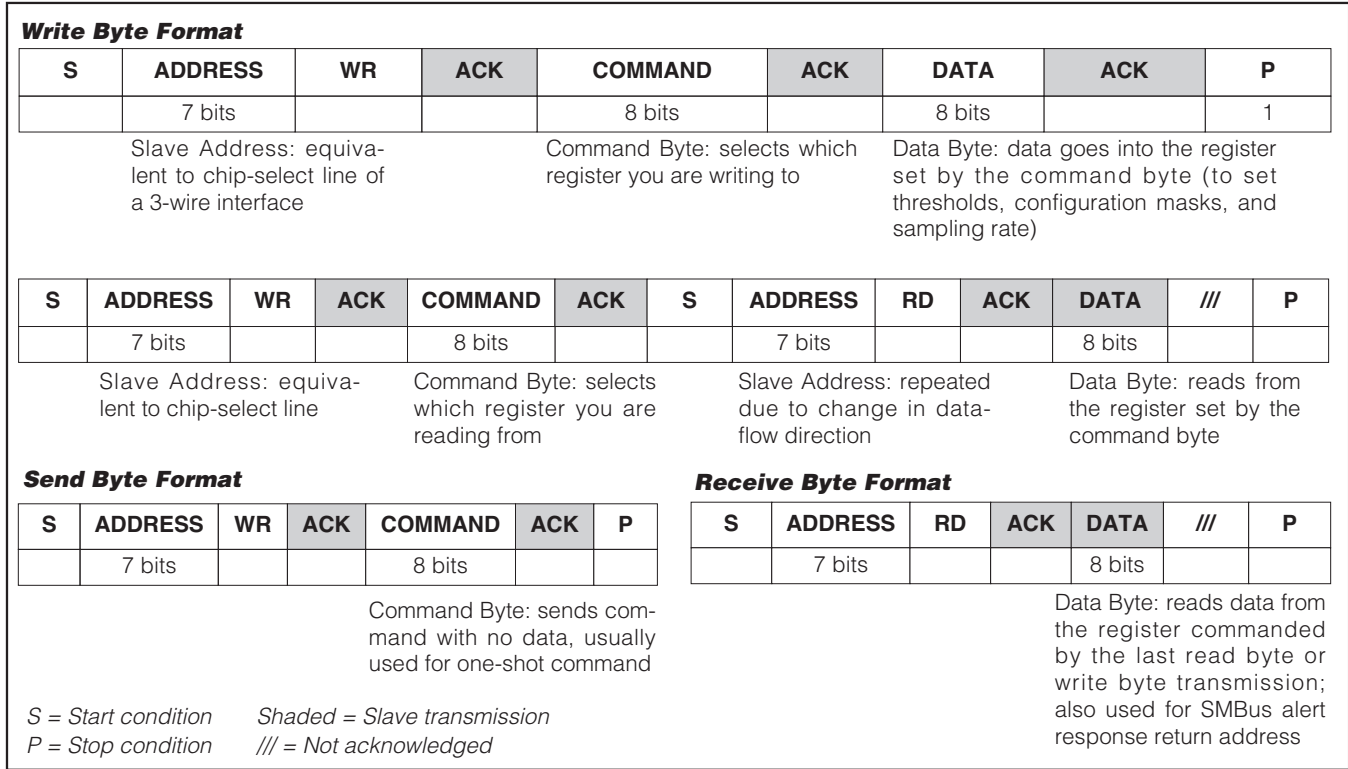 Write Byte Format
S ADDRESS WR ACK COMMAND ACK DATA ACK P
7 bits 8 bits 8 bits 1
Slave Address: equiva-
lent to chip-select line of
a 3-wire interface
Command Byte: selects which
register you are writing to
Data Byte: data goes into the register
set by the command byte (to set
thresholds, configuration masks, and
sampling rate)
S ADDRESS WR ACK COMMAND ACK S ADDRESS RD ACK DATA /// P
7 bits 8 bits 7 bits 8 bits
Slave Address: equiva-
lent to chip-select line
Command Byte: selects
which register you are
reading from
Slave Address: repeated
due to change in data-
flow direction
Data Byte: reads from
the register set by the
command byte
Send Byte Format
S ADDRESS WR ACK COMMAND ACK P
7 bits 8 bits
Command Byte: sends com-
mand with no data, usually
used for one-shot command
Receive Byte Format
S ADDRESS RD ACK DATA /// P
7 bits 8 bits
Data Byte: reads data from
the register commanded
by the last read byte or
write byte transmission;
also used for SMBus alert
response return address
S = Start condition Shaded = Slave transmission
P = Stop condition /// = Not acknowledged